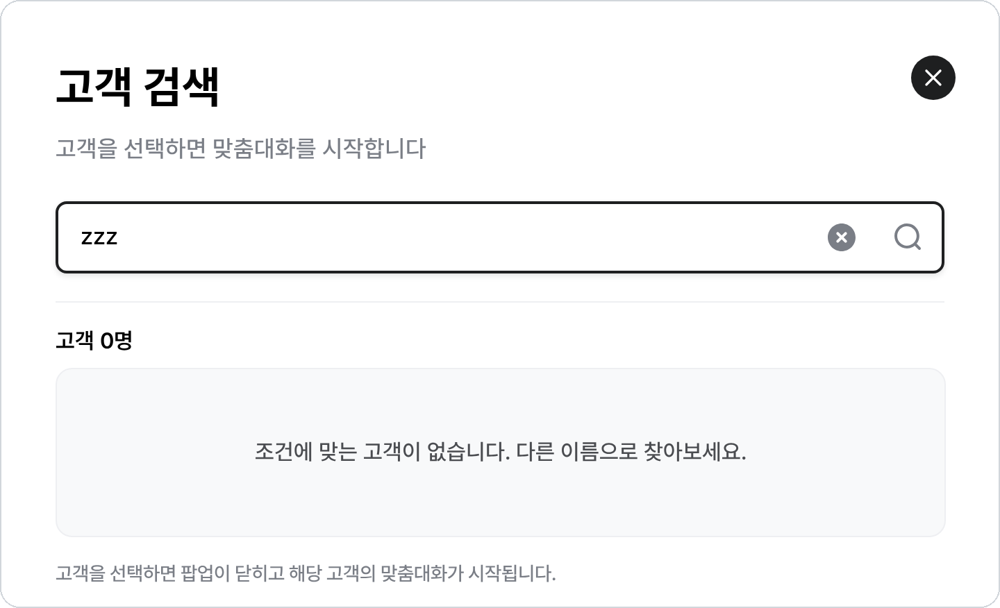 고객 검색
고객을 선택하면 맞춤대화를 시작합니다
zzz
고객 0명
조건에 맞는 고객이 없습니다. 다른 이름으로 찾아보세요.
고객을 선택하면 팝업이 닫히고 해당 고객의 맞춤대화가 시작됩니다.